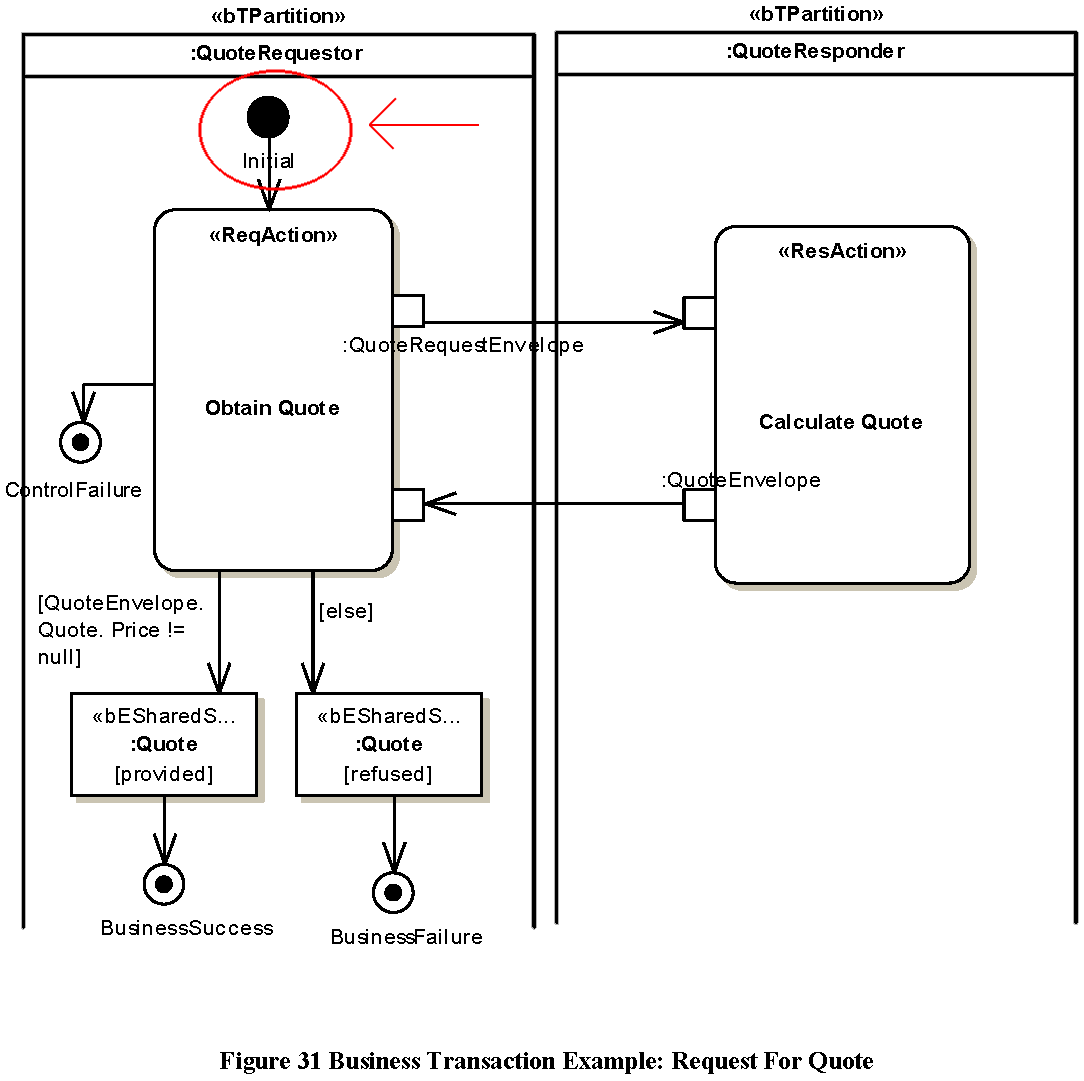 «bTPartition»
:QuoteRequestor
Initial
«ReqAction»
Obtain Quote
:QuoteRequestEnvelope
ControlFailure
[QuoteEnvelope.
Quote. Price !=
null]
[else]
«bESharedS...
:Quote
[provided]
«bESharedS...
:Quote
[refused]
BusinessSuccess
BusinessFailure
«bTPartition»
:QuoteResponder
«ResAction»
Calculate Quote
:QuoteEnvelope
Figure 31 Business Transaction Example: Request For Quote